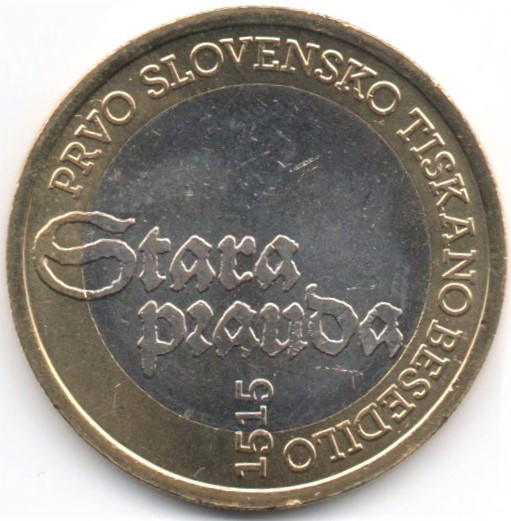 PRVO SLOVENSKO TISKANO BESEDILO
Stara
prauda
1515